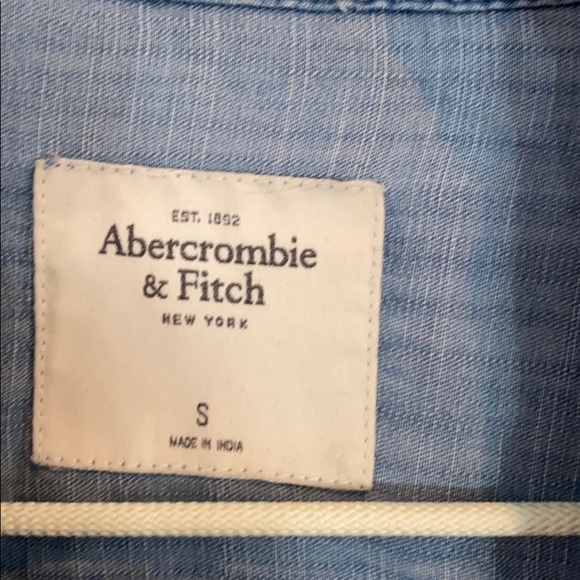 EST. 1892
Abercrombie
& Fitch
NEW YORK
S
MADE IN INDIA